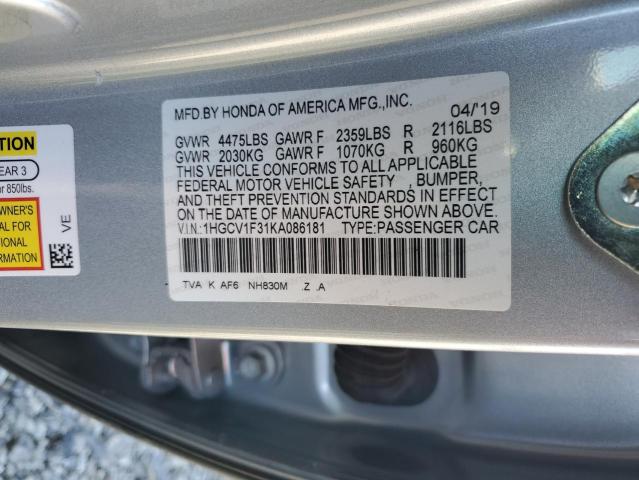 MFD BY HONDA OF AMERICA MFG.,INC. 04/'19
GVWR 4475LBS GAWR F 2359LBS R 2116LBS
GVWR 2030KG GAWR F 1070KG R 960KG
THIS VEHICLE CONFORMS TO ALL APPLICABLE
FEDERAL MOTOR VEHICLE SAFETY , BUMPER,
AND THEFT PREVENTION STANDARDS IN EFFECT
ON THE DATE OF MANUFACTURE SHOWN ABOVE.
V.I.N.:1HGCV1F31KA086181 TYPE:PASSENGER CAR
TVA K AF6 NH830M .Z .A
TION
EAR 3
r 850lbs.
WNER'S
AL FOR
TIONAL
MATION
VE